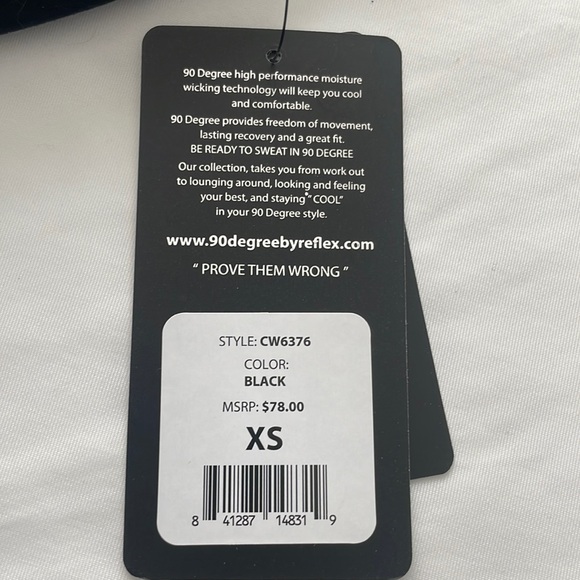 90 Degree high performance moisture
wicking technology will keep you cool
and comfortable.
90 Degree provides freedom of movement,
lasting recovery and a great fit.
BE READY TO SWEAT IN 90 DEGREE
Our collection, takes you from work out
to lounging around, looking and feeling
your best, and staying "COOL"
in your 90 Degree style.
www.90degreebyreflex.com
" PROVE THEM WRONG "
STYLE: CW6376
COLOR:
BLACK
MSRP: $78.00
XS
8 41287 14831 9